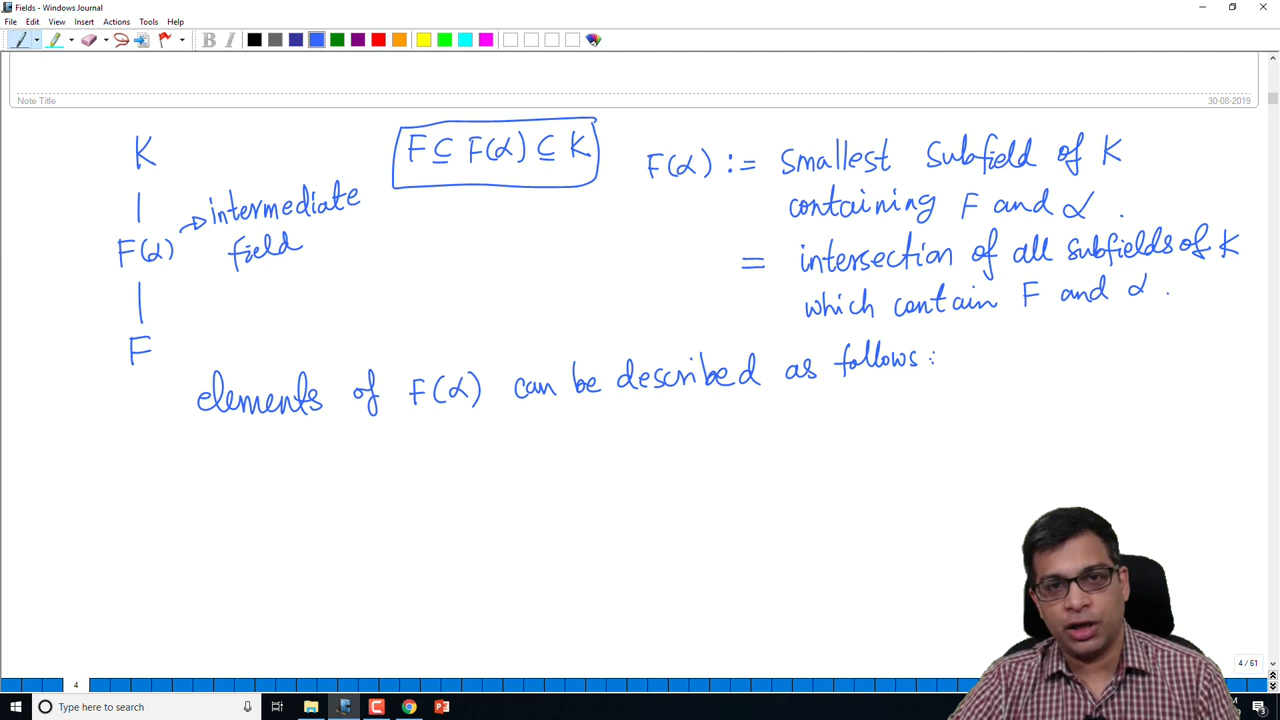 Fields - Windows Journal
File Edit View Insert Actions Tools Help
B I
Note Title
30-08-2019
K
|
F(α) → intermediate field
|
F
F ⊆ F(α) ⊆ K
F(α) := smallest subfield of K
containing F and α.
= intersection of all subfields of K
which contain F and α.
elements of F(α) can be described as follows:
4 / 61
4
Type here to search
3